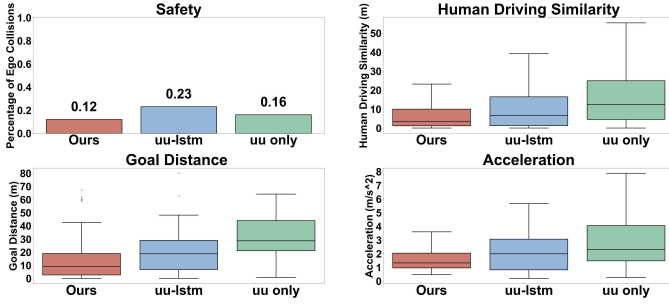 Safety
Percentage of Ego Collisions
1.0
0.8
0.6
0.4
0.2
0.0
0.12
0.23
0.16
Ours
uu-lstm
uu only
Human Driving Similarity
Human Driving Similarity (m)
50
40
30
20
10
0
Ours
uu-lstm
uu only
Goal Distance
Goal Distance (m)
80
70
60
50
40
30
20
10
0
Ours
uu-lstm
uu only
Acceleration
Acceleration (m/s^2)
8
7
6
5
4
3
2
1
0
Ours
uu-lstm
uu only